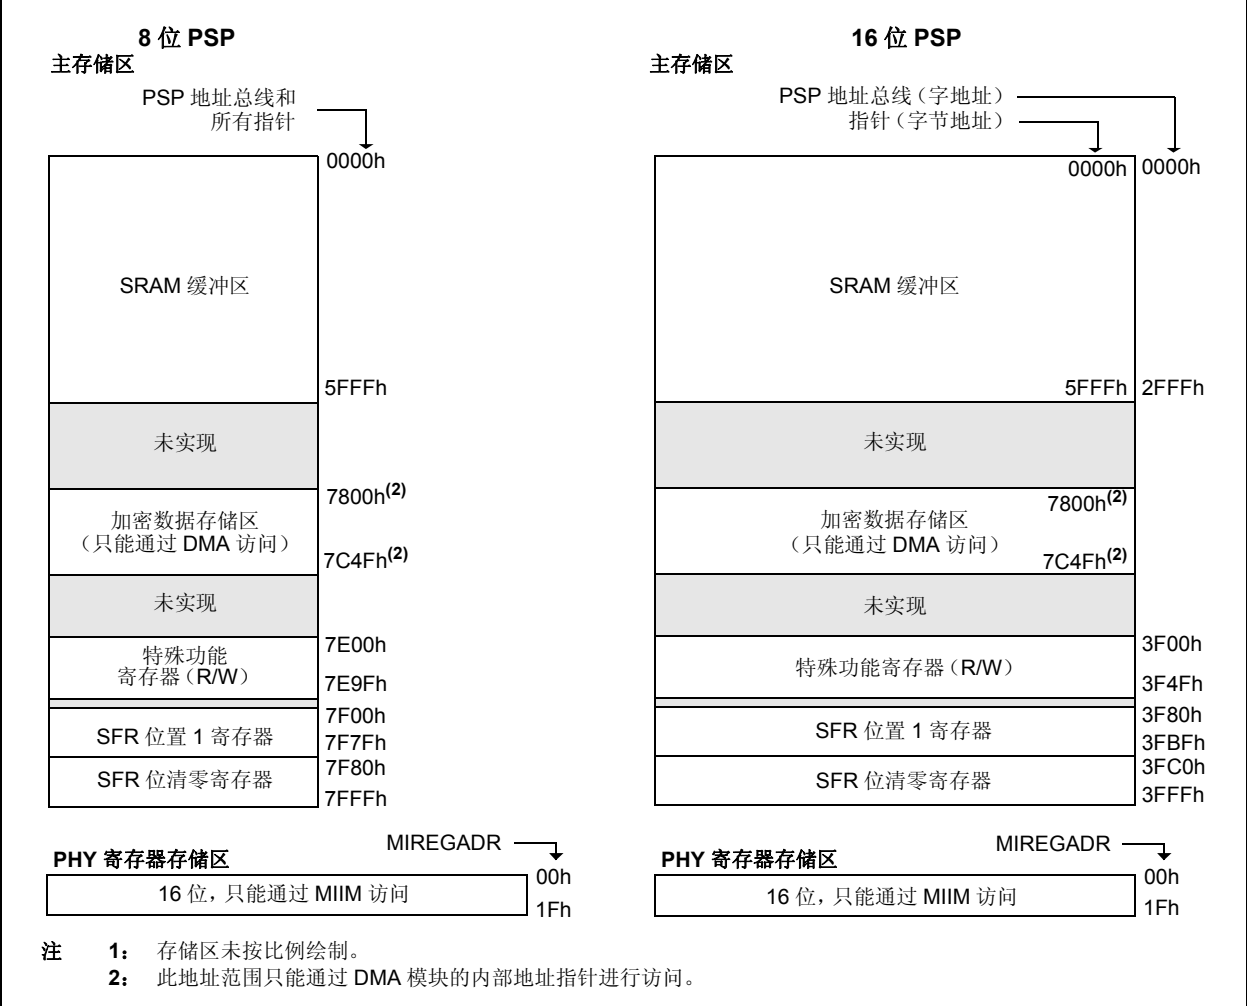 8 位 PSP
主存储区
PSP 地址总线和
所有指针
0000h
SRAM 缓冲区
5FFFh
未实现
7800h(2)
加密数据存储区
（只能通过 DMA 访问）
7C4Fh(2)
未实现
7E00h
特殊功能
寄存器（R/W）
7E9Fh
7F00h
SFR 位置 1 寄存器
7F7Fh
7F80h
SFR 位清零寄存器
7FFFh
MIREGADR
PHY 寄存器存储区
00h
16 位，只能通过 MIIM 访问
1Fh
16 位 PSP
主存储区
PSP 地址总线（字地址）
指针（字节地址）
0000h 0000h
SRAM 缓冲区
5FFFh 2FFFh
未实现
7800h(2)
加密数据存储区
（只能通过 DMA 访问）
7C4Fh(2)
未实现
3F00h
特殊功能寄存器（R/W）
3F4Fh
3F80h
SFR 位置 1 寄存器
3FBFh
3FC0h
SFR 位清零寄存器
3FFFh
MIREGADR
PHY 寄存器存储区
00h
16 位，只能通过 MIIM 访问
1Fh
注 1： 存储区未按比例绘制。
2： 此地址范围只能通过 DMA 模块的内部地址指针进行访问。